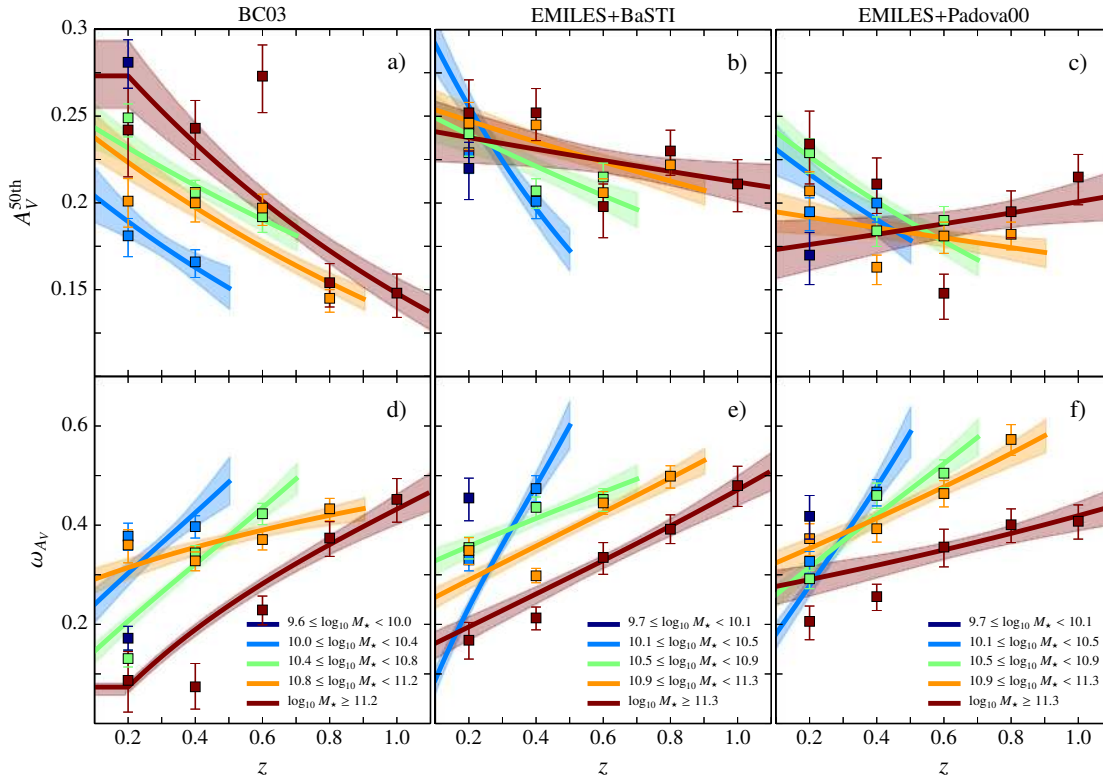 BC03 EMILES+BaSTI EMILES+Padova00
0.3 a) b) c)
0.25
A_V^{50th} 0.2
0.15
d) e) f)
0.6
ω_{A_V} 0.4
0.2
9.6 ≤ log₁₀ M⋆ < 10.0
10.0 ≤ log₁₀ M⋆ < 10.4
10.4 ≤ log₁₀ M⋆ < 10.8
10.8 ≤ log₁₀ M⋆ < 11.2
log₁₀ M⋆ ≥ 11.2
9.7 ≤ log₁₀ M⋆ < 10.1
10.1 ≤ log₁₀ M⋆ < 10.5
10.5 ≤ log₁₀ M⋆ < 10.9
10.9 ≤ log₁₀ M⋆ < 11.3
log₁₀ M⋆ ≥ 11.3
9.7 ≤ log₁₀ M⋆ < 10.1
10.1 ≤ log₁₀ M⋆ < 10.5
10.5 ≤ log₁₀ M⋆ < 10.9
10.9 ≤ log₁₀ M⋆ < 11.3
log₁₀ M⋆ ≥ 11.3
0.2 0.4 0.6 0.8 1.0 0.2 0.4 0.6 0.8 1.0 0.2 0.4 0.6 0.8 1.0
z z z